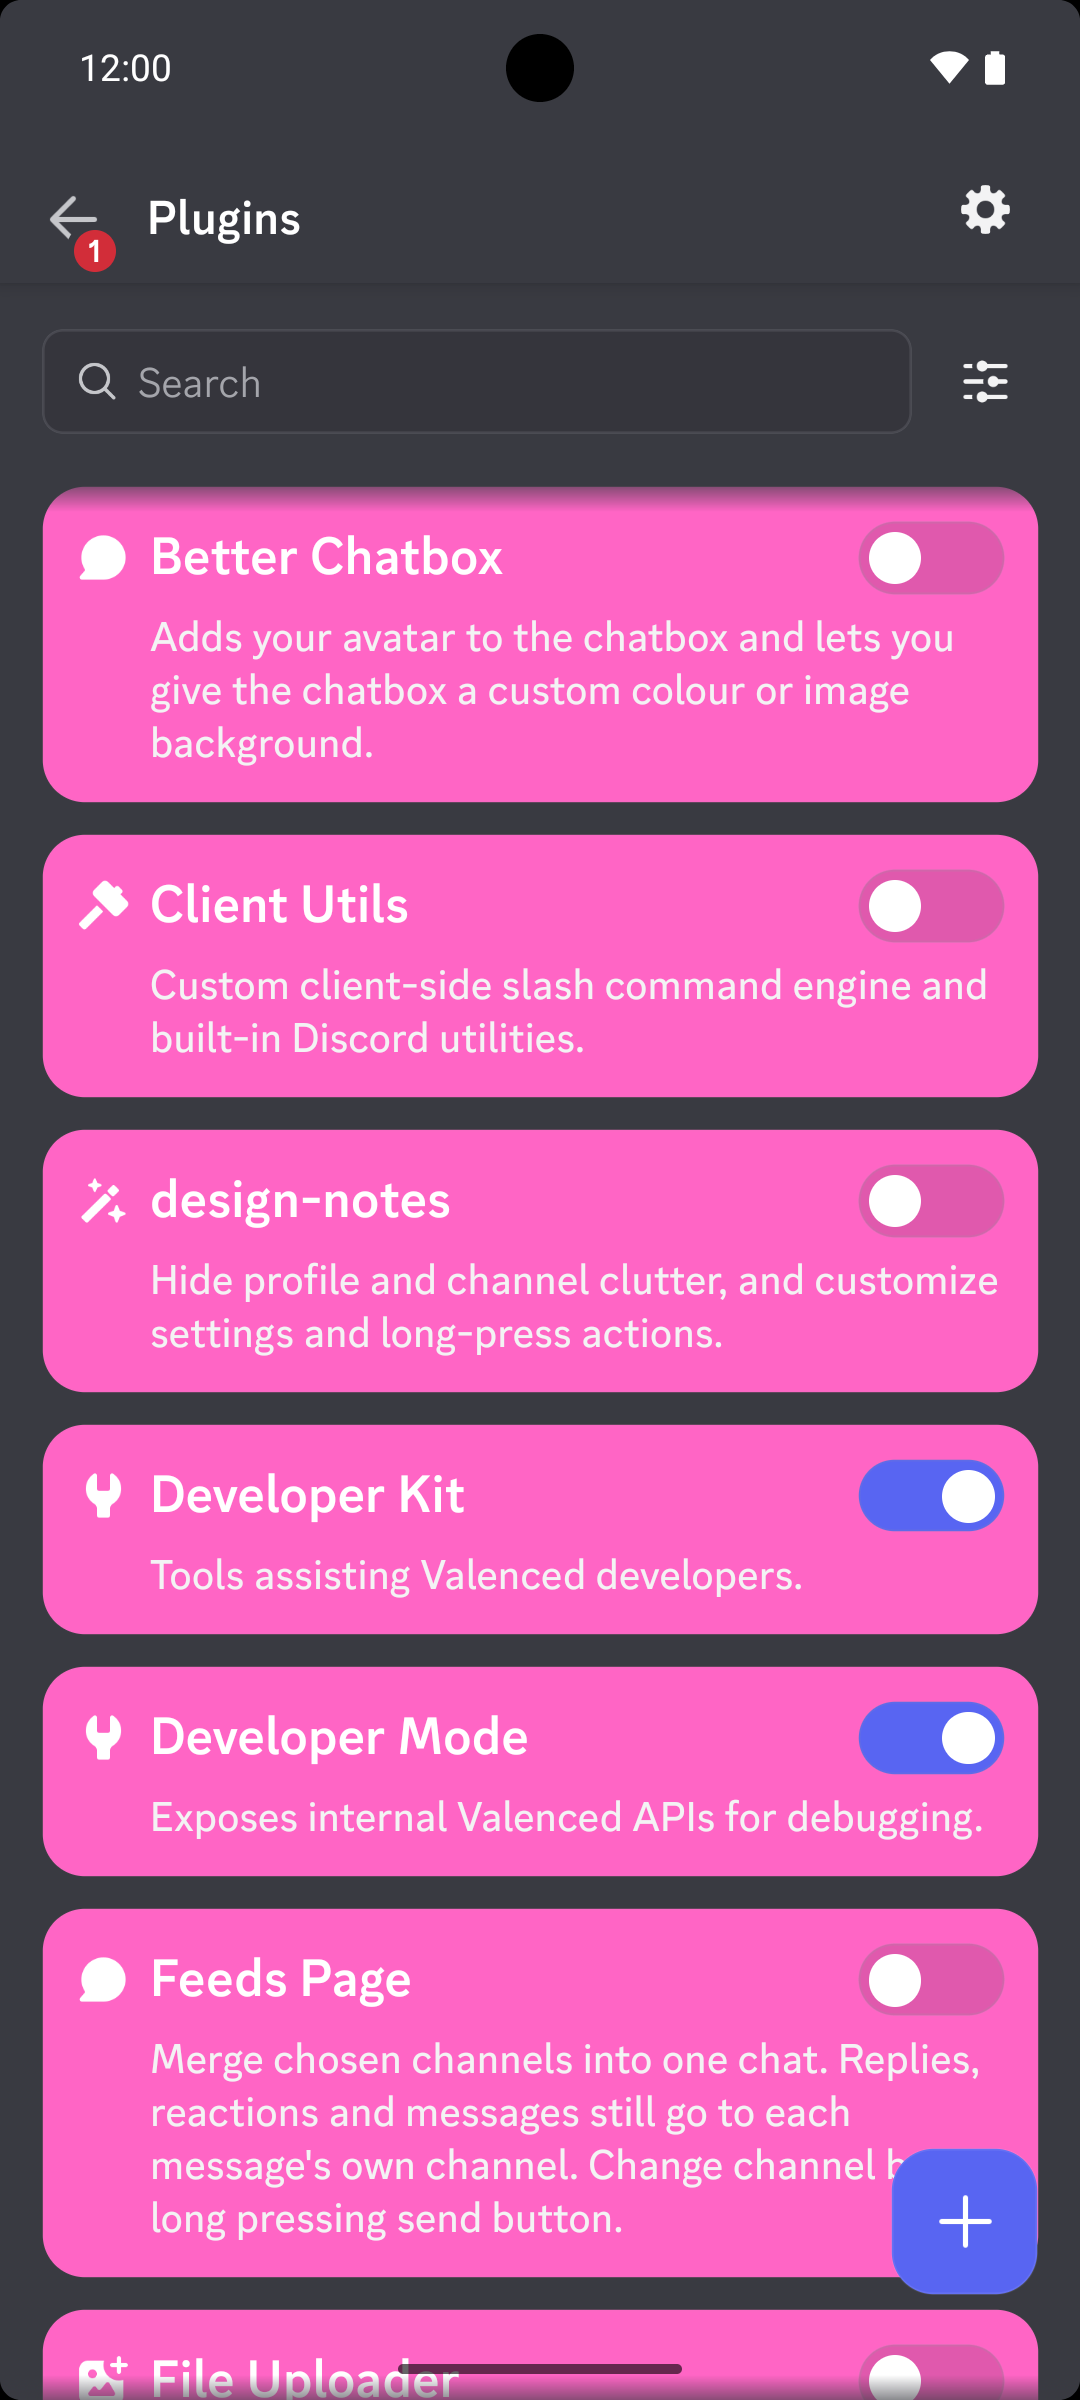 12:00
1
Plugins
Search
Better Chatbox
Adds your avatar to the chatbox and lets you
give the chatbox a custom colour or image
background.
Client Utils
Custom client-side slash command engine and
built-in Discord utilities.
design-notes
Hide profile and channel clutter, and customize
settings and long-press actions.
Developer Kit
Tools assisting Valenced developers.
Developer Mode
Exposes internal Valenced APIs for debugging.
Feeds Page
Merge chosen channels into one chat. Replies,
reactions and messages still go to each
message's own channel. Change channel
long pressing send button.
File Uploader